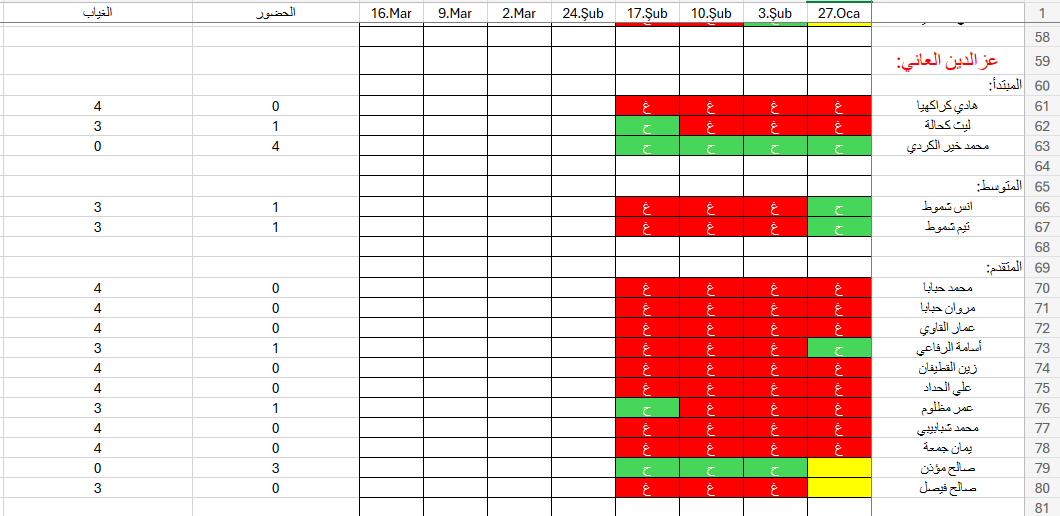 1 27.Oca 3.Şub 10.Şub 17.Şub 24.Şub 2.Mar 9.Mar 16.Mar الحضور الغياب
58
59 عز الدين العاني:
60 المبتدأ:
61 هادي كراكهيا غ غ غ غ 0 4
62 ليث كحالة غ غ غ ح 1 3
63 محمد خير الكردي ح ح ح ح 4 0
64
65 المتوسط:
66 انس شموط ح غ غ غ 1 3
67 تيم شموط ح غ غ غ 1 3
68
69 المتقدم:
70 محمد حبابا غ غ غ غ 0 4
71 مروان حبابا غ غ غ غ 0 4
72 عمار القاوي غ غ غ غ 0 4
73 أسامة الرفاعي ح غ غ غ 1 3
74 زين القطيفان غ غ غ غ 0 4
75 علي الحداد غ غ غ غ 0 4
76 عمر مظلوم غ غ غ ح 1 3
77 محمد شبابيبي غ غ غ غ 0 4
78 يمان جمعة غ غ غ غ 0 4
79 صالح مؤذن ح ح ح 3 0
80 صالح فيصل غ غ غ 0 3
81